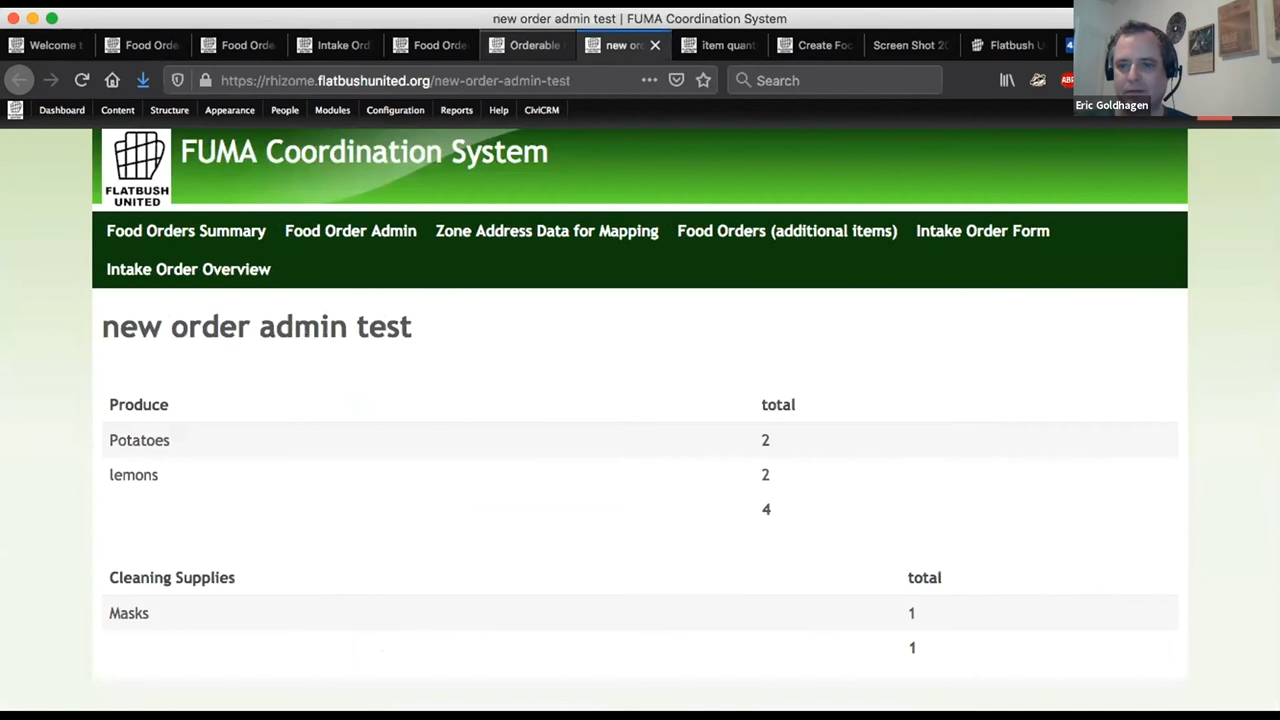 new order admin test | FUMA Coordination System
Welcome t
Food Orde
Food Orde
Intake Ord
Food Orde
Orderable
new orc
item quant
Create Foo
Screen Shot 20
Flatbush U
https://rhizome.flatbushunited.org/new-order-admin-test
Search
ABP
Eric Goldhagen
Dashboard Content Structure Appearance People Modules Configuration Reports Help CiviCRM
FLATBUSH
UNITED
FUMA Coordination System
Food Orders Summary Food Order Admin Zone Address Data for Mapping Food Orders (additional items) Intake Order Form
Intake Order Overview
new order admin test
Produce total
Potatoes 2
lemons 2
4
Cleaning Supplies total
Masks 1
1